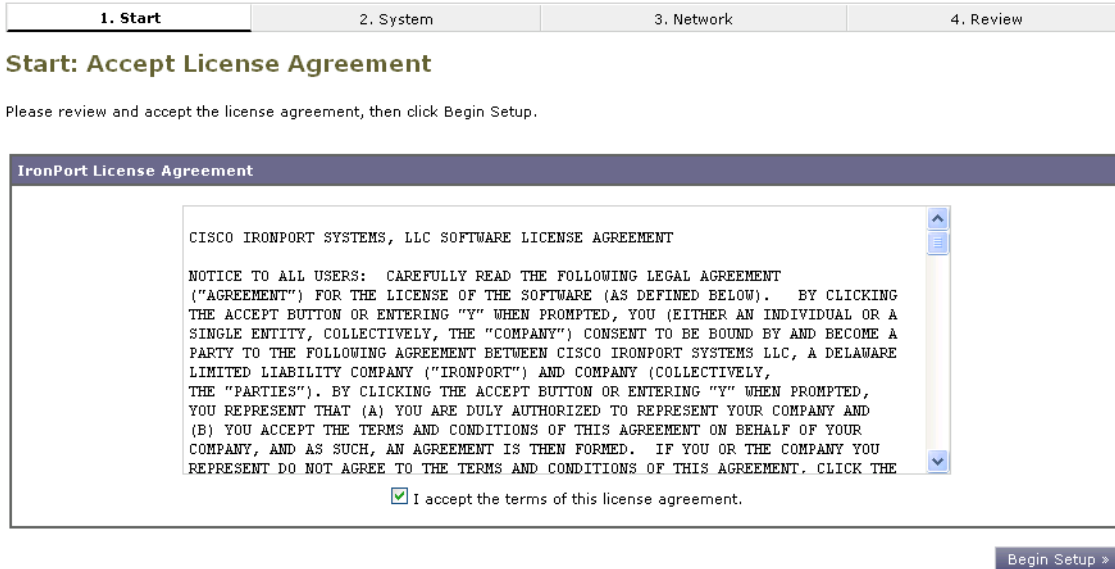 1. Start
2. System
3. Network
4. Review
Start: Accept License Agreement
Please review and accept the license agreement, then click Begin Setup.
IronPort License Agreement
CISCO IRONPORT SYSTEMS, LLC SOFTWARE LICENSE AGREEMENT
NOTICE TO ALL USERS:  CAREFULLY READ THE FOLLOWING LEGAL AGREEMENT
("AGREEMENT") FOR THE LICENSE OF THE SOFTWARE (AS DEFINED BELOW).   BY CLICKING
THE ACCEPT BUTTON OR ENTERING "Y" WHEN PROMPTED, YOU (EITHER AN INDIVIDUAL OR A
SINGLE ENTITY, COLLECTIVELY, THE "COMPANY") CONSENT TO BE BOUND BY AND BECOME A
PARTY TO THE FOLLOWING AGREEMENT BETWEEN CISCO IRONPORT SYSTEMS LLC, A DELAWARE
LIMITED LIABILITY COMPANY ("IRONPORT") AND COMPANY (COLLECTIVELY,
THE "PARTIES"). BY CLICKING THE ACCEPT BUTTON OR ENTERING "Y" WHEN PROMPTED,
YOU REPRESENT THAT (A) YOU ARE DULY AUTHORIZED TO REPRESENT YOUR COMPANY AND
(B) YOU ACCEPT THE TERMS AND CONDITIONS OF THIS AGREEMENT ON BEHALF OF YOUR
COMPANY, AND AS SUCH, AN AGREEMENT IS THEN FORMED.  IF YOU OR THE COMPANY YOU
REPRESENT DO NOT AGREE TO THE TERMS AND CONDITIONS OF THIS AGREEMENT, CLICK THE
I accept the terms of this license agreement.
Begin Setup »